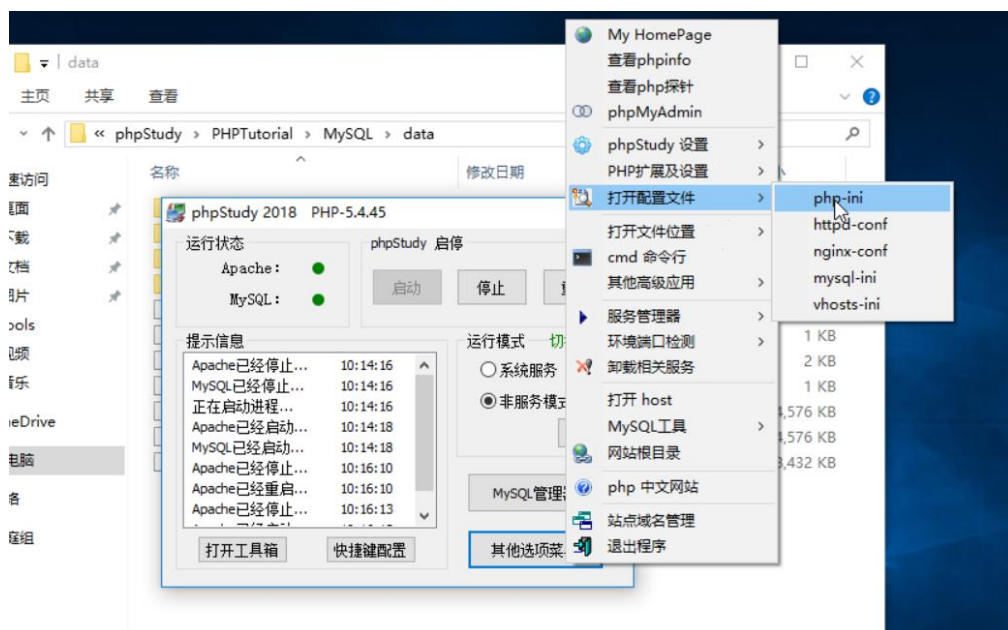 data
主页 共享 查看
« phpStudy › PHPTutorial › MySQL › data
名称 修改日期
速访问
ools
1 KB
2 KB
1 KB
4,576 KB
4,576 KB
3,432 KB
phpStudy 2018 PHP-5.4.45
运行状态
Apache:
MySQL:
phpStudy 启停
启动 停止
提示信息
Apache已经停止... 10:14:16
MySQL已经停止... 10:14:16
正在启动进程... 10:14:16
Apache已经启动... 10:14:18
MySQL已经启动... 10:14:18
Apache已经停止... 10:16:10
Apache已经重启... 10:16:10
Apache已经停止... 10:16:13
打开工具箱 快捷键配置
运行模式 切
系统服务
非服务模式
MySQL管理
其他选项菜
My HomePage
查看phpinfo
查看php探针
phpMyAdmin
phpStudy 设置
PHP扩展及设置
打开配置文件
打开文件位置
cmd 命令行
其他高级应用
服务管理器
环境端口检测
卸载相关服务
打开 host
MySQL工具
网站根目录
php 中文网站
站点域名管理
退出程序
php-ini
httpd-conf
nginx-conf
mysql-ini
vhosts-ini